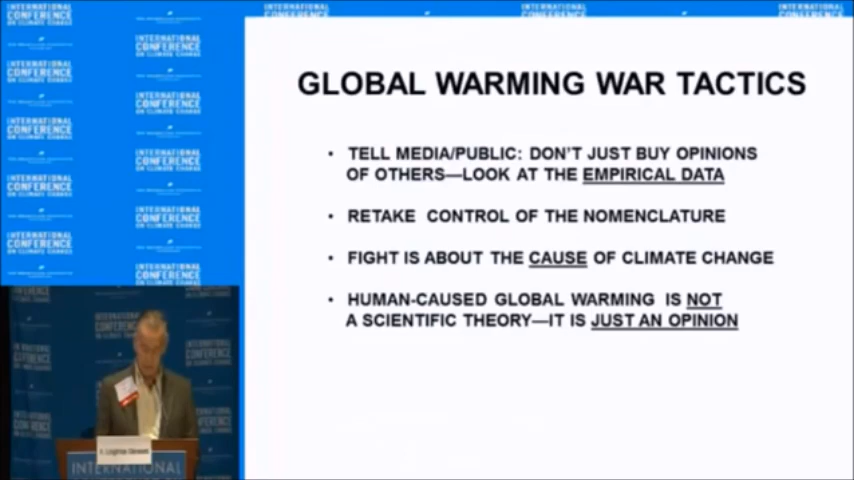 INTERNATIONAL
CONFERENCE
ON CLIMATE CHANGE
GLOBAL WARMING WAR TACTICS
• TELL MEDIA/PUBLIC: DON'T JUST BUY OPINIONS
OF OTHERS—LOOK AT THE EMPIRICAL DATA
• RETAKE CONTROL OF THE NOMENCLATURE
• FIGHT IS ABOUT THE CAUSE OF CLIMATE CHANGE
• HUMAN-CAUSED GLOBAL WARMING IS NOT
A SCIENTIFIC THEORY—IT IS JUST AN OPINION
INTERNATIONAL